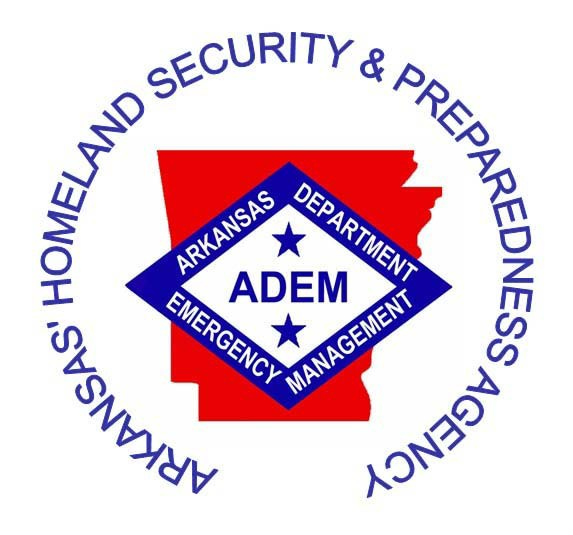 ARKANSAS' HOMELAND SECURITY & PREPAREDNESS AGENCY
ARKANSAS
DEPARTMENT
ADEM
EMERGENCY
MANAGEMENT